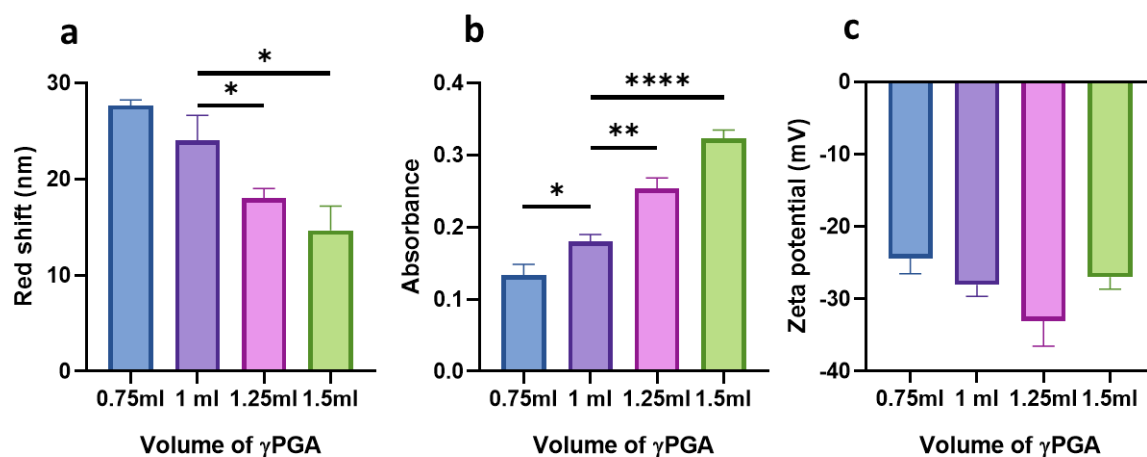 a
Red shift (nm)
30
20
10
0
*
*
0.75ml 1 ml 1.25ml 1.5ml
Volume of γPGA
b
Absorbance
0.4
0.3
0.2
0.1
0.0
****
**
*
0.75ml 1 ml 1.25ml 1.5ml
Volume of γPGA
c
Zeta potential (mV)
0
-10
-20
-30
-40
0.75ml 1 ml 1.25ml 1.5ml
Volume of γPGA